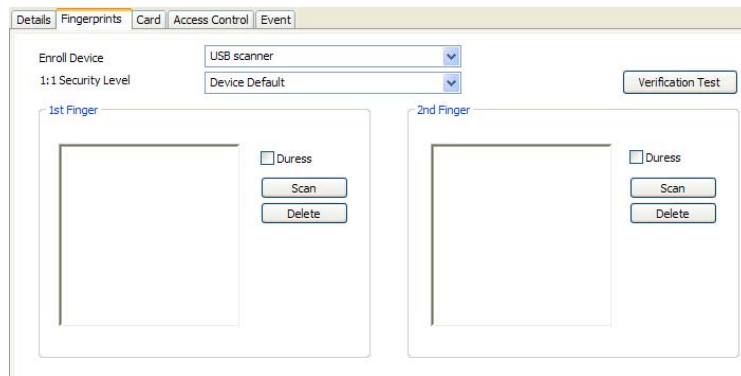 Details Fingerprints Card Access Control Event
Enroll Device USB scanner
1:1 Security Level Device Default Verification Test
1st Finger 2nd Finger
Duress Duress
Scan Scan
Delete Delete